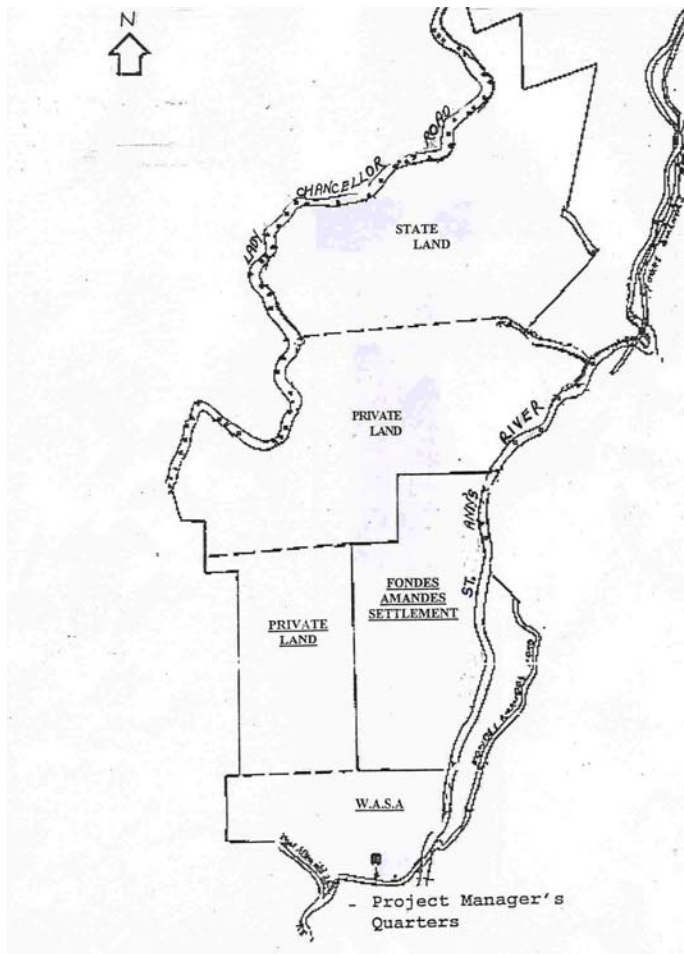 N
LADY CHANCELLOR ROAD
STATE
LAND
PRIVATE
LAND
ST. ANN'S RIVER
FONDES
AMANDES
SETTLEMENT
PRIVATE
LAND
W.A.S.A
- Project Manager's
Quarters